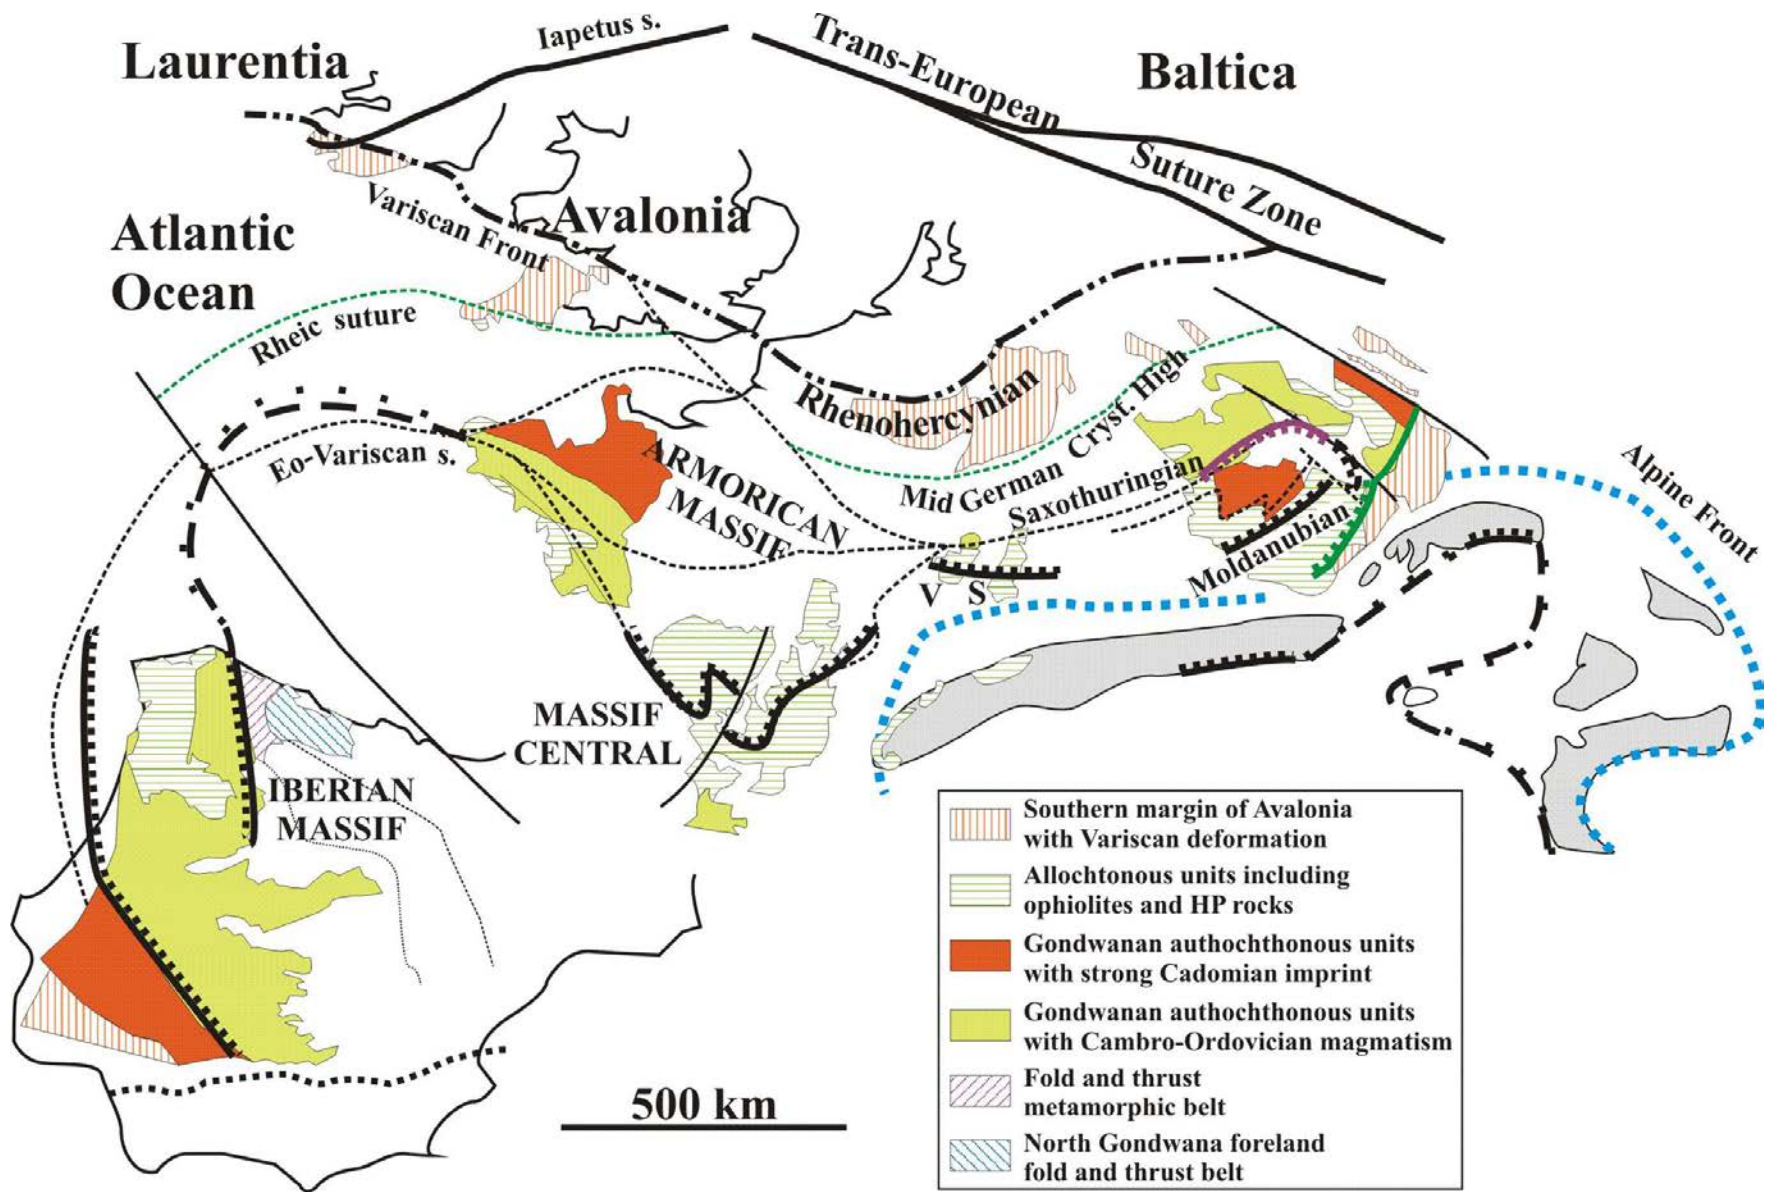 Laurentia
Iapetus s.
Trans-European
Suture Zone
Baltica
Variscan Front
Avalonia
Atlantic
Ocean
Rheic suture
Rhenohercynian
Mid German Cryst. High
Eo-Variscan s.
ARMORICAN
MASSIF
Saxothuringian
Moldanubian
Alpine Front
V S
MASSIF
CENTRAL
IBERIAN
MASSIF
500 km
Southern margin of Avalonia
with Variscan deformation
Allochtonous units including
ophiolites and HP rocks
Gondwanan authochthonous units
with strong Cadomian imprint
Gondwanan authochthonous units
with Cambro-Ordovician magmatism
Fold and thrust
metamorphic belt
North Gondwana foreland
fold and thrust belt